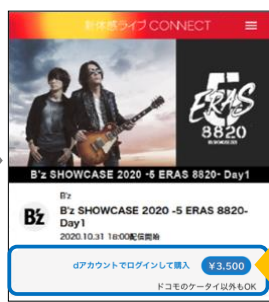 新体感ライブ CONNECT
5
ERAS
8820
B'z SHOWCASE 2020 -5 ERAS 8820- Day1
B'z
B'z
B'z SHOWCASE 2020 -5 ERAS 8820-
Day1
2020.10.31 18:00配信開始
dアカウントでログインして購入
¥3,500
ドコモのケータイ以外もOK